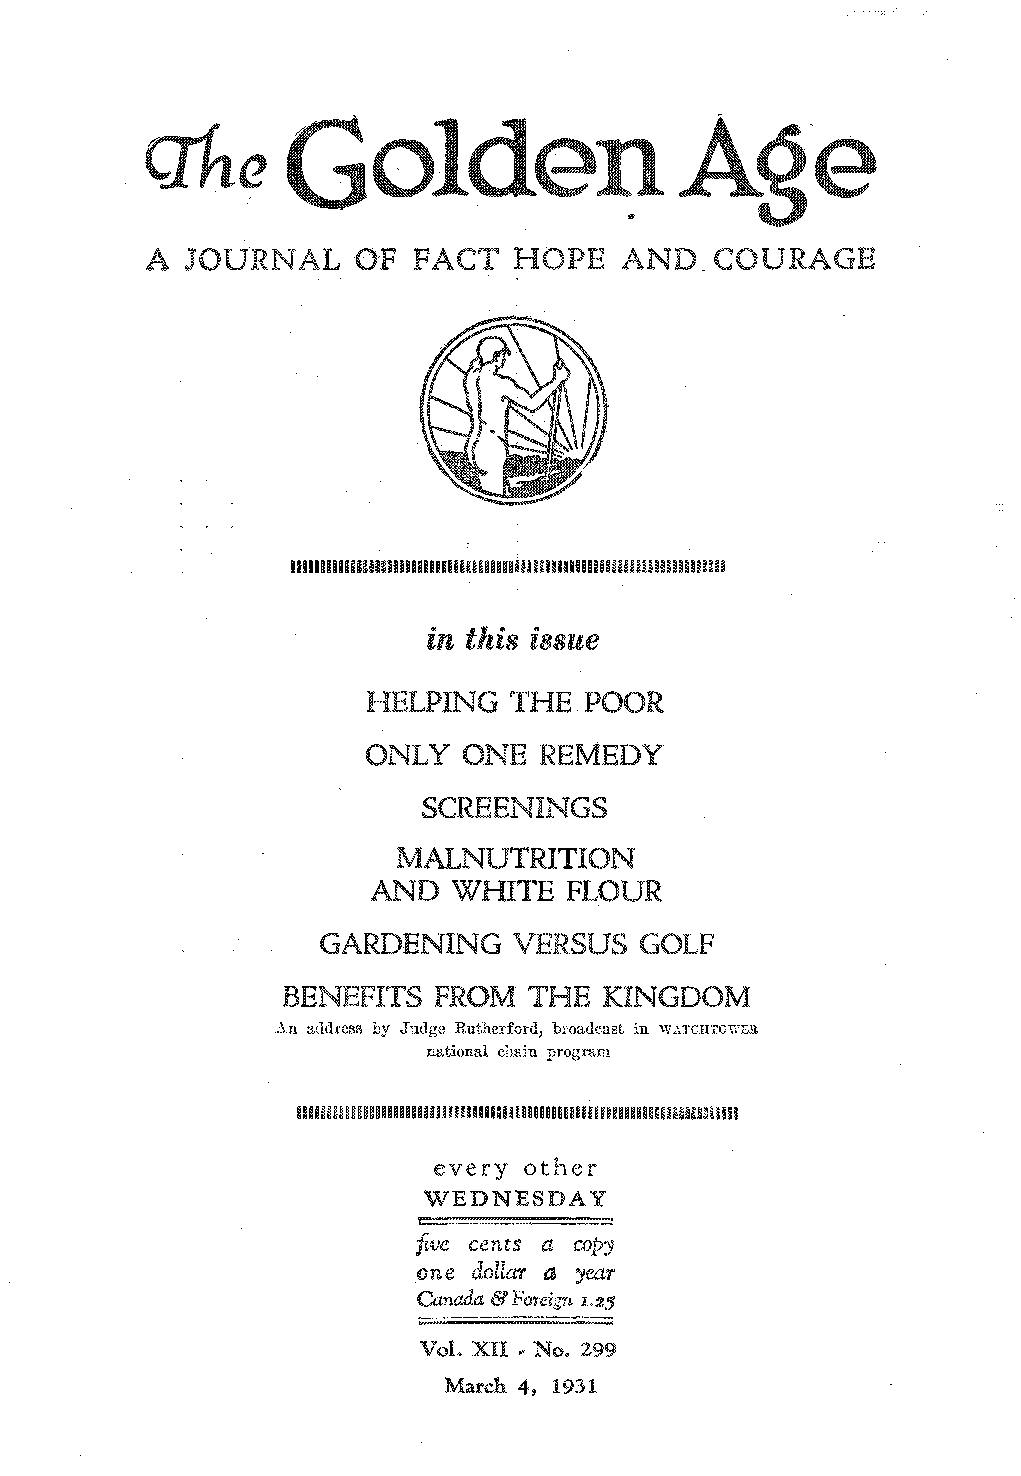 The Golden Age
A JOURNAL OF FACT HOPE AND COURAGE
in this issue
HELPING THE POOR
ONLY ONE REMEDY
SCREENINGS
MALNUTRITION
AND WHITE FLOUR
GARDENING VERSUS GOLF
BENEFITS FROM THE KINGDOM
An address by Judge Rutherford, broadcast in WATCHTOWER
national chain program
every other
WEDNESDAY
five cents a copy
one dollar a year
Canada & Foreign 1.25
Vol. XII - No. 299
March 4, 1931